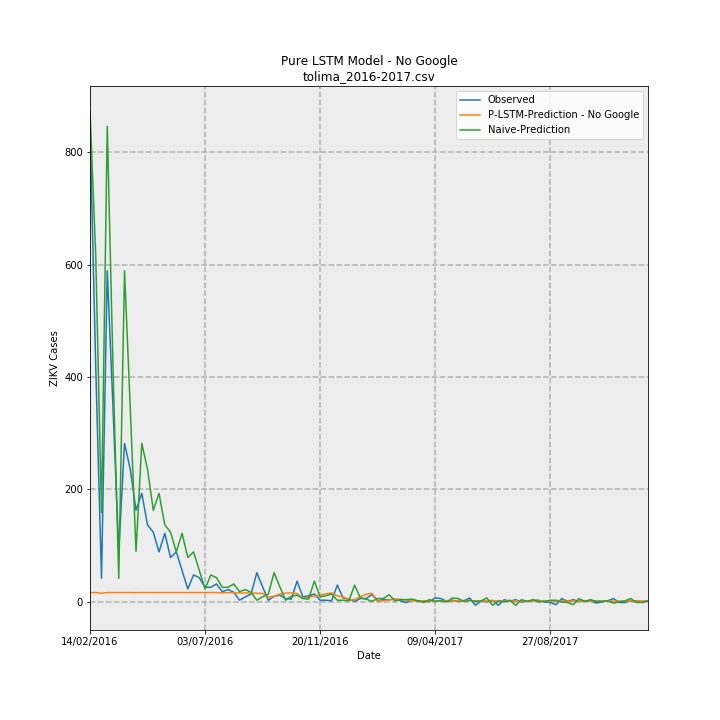 Pure LSTM Model - No Google
tolima_2016-2017.csv
Observed
P-LSTM-Prediction - No Google
Naive-Prediction
800
600
400
200
0
ZIKV Cases
14/02/2016
03/07/2016
20/11/2016
09/04/2017
27/08/2017
Date